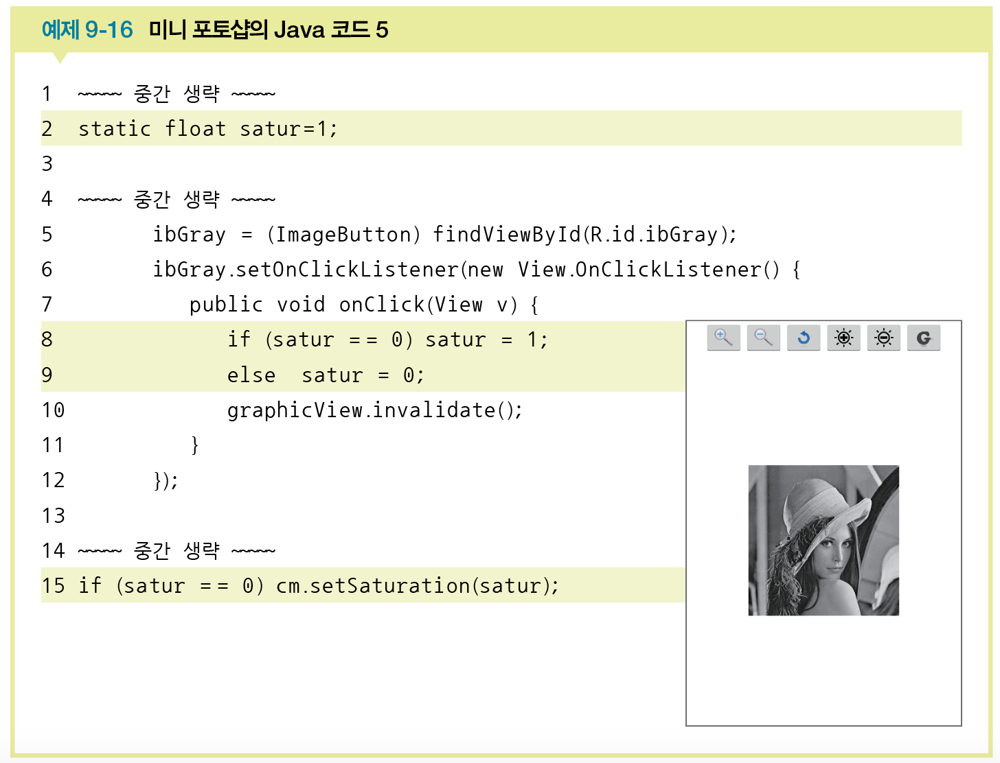 예제 9-16 미니 포토샵의 Java 코드 5
1 ~~~~~ 중간 생략 ~~~~~
2 static float satur=1;
3
4 ~~~~~ 중간 생략 ~~~~~
5 ibGray = (ImageButton) findViewById(R.id.ibGray);
6 ibGray.setOnClickListener(new View.OnClickListener() {
7 public void onClick(View v) {
8 if (satur == 0) satur = 1;
9 else satur = 0;
10 graphicView.invalidate();
11 }
12 });
13
14 ~~~~~ 중간 생략 ~~~~~
15 if (satur == 0) cm.setSaturation(satur);
G